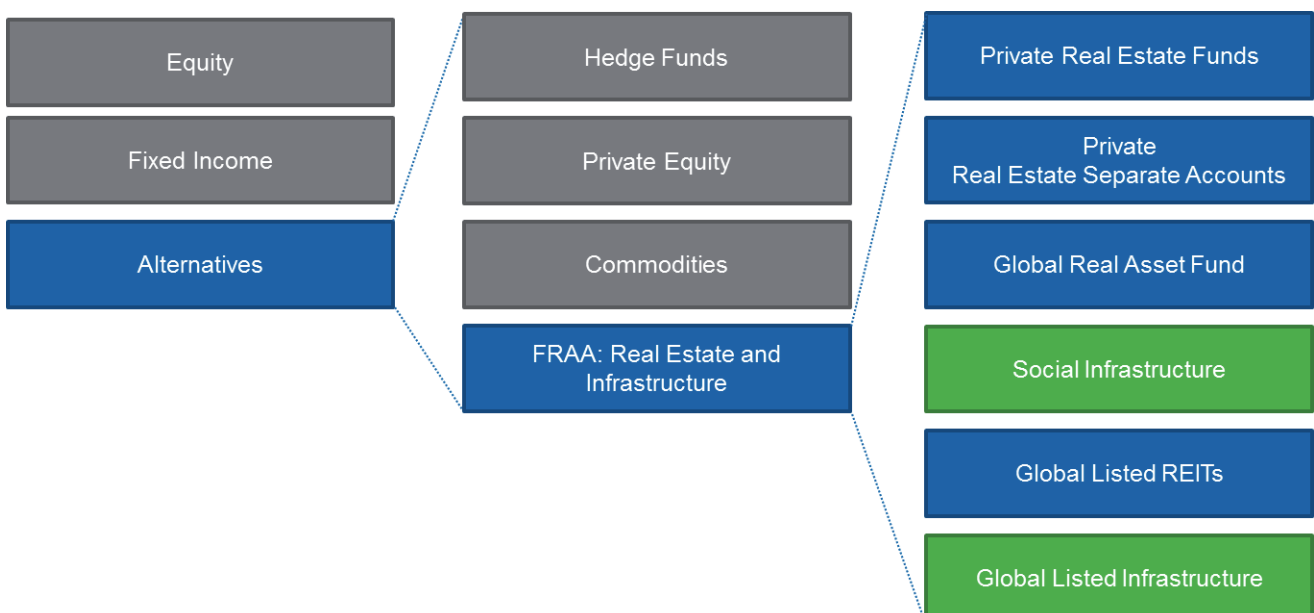 Equity
Fixed Income
Alternatives
Hedge Funds
Private Equity
Commodities
FRAA: Real Estate and
Infrastructure
Private Real Estate Funds
Private
Real Estate Separate Accounts
Global Real Asset Fund
Social Infrastructure
Global Listed REITs
Global Listed Infrastructure